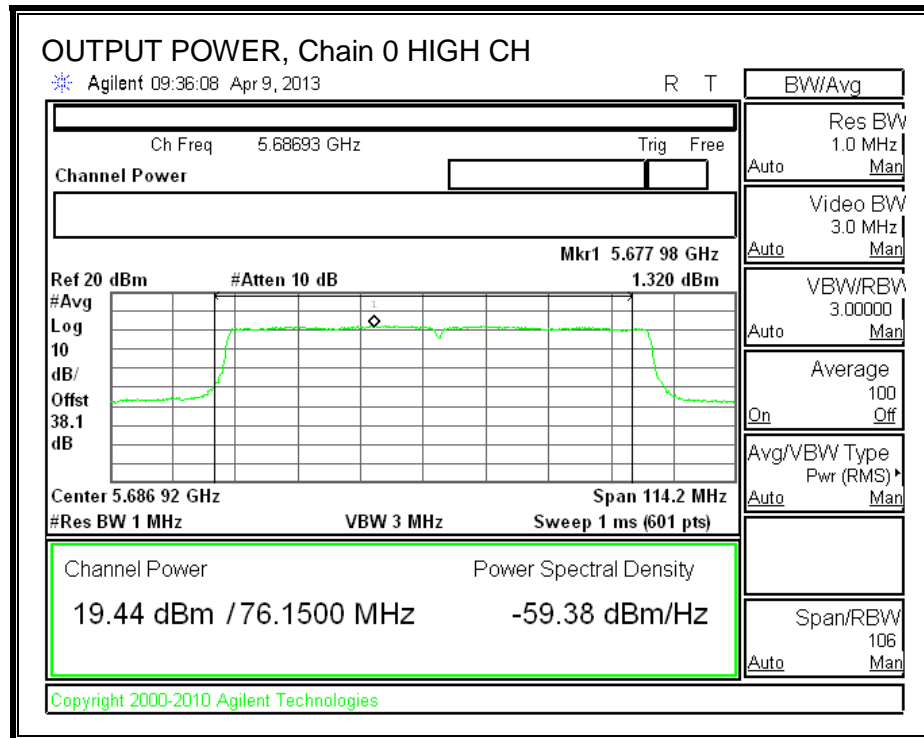 OUTPUT POWER, Chain 0 HIGH CH
Agilent 09:36:08 Apr 9, 2013 R T
BW/Avg
Ch Freq 5.68693 GHz Trig Free
Channel Power
Res BW
1.0 MHz
Auto Man
Video BW
3.0 MHz
Auto Man
Mkr1 5.677 98 GHz
Ref 20 dBm #Atten 10 dB 1.320 dBm
VBW/RBW
3.00000
Auto Man
#Avg
Log
10
dB/
Offst
38.1
dB
1
Average
100
On Off
Avg/VBW Type
Pwr (RMS)
Auto Man
Center 5.686 92 GHz Span 114.2 MHz
#Res BW 1 MHz VBW 3 MHz Sweep 1 ms (601 pts)
Channel Power Power Spectral Density
19.44 dBm / 76.1500 MHz -59.38 dBm/Hz
Span/RBW
106
Auto Man
Copyright 2000-2010 Agilent Technologies